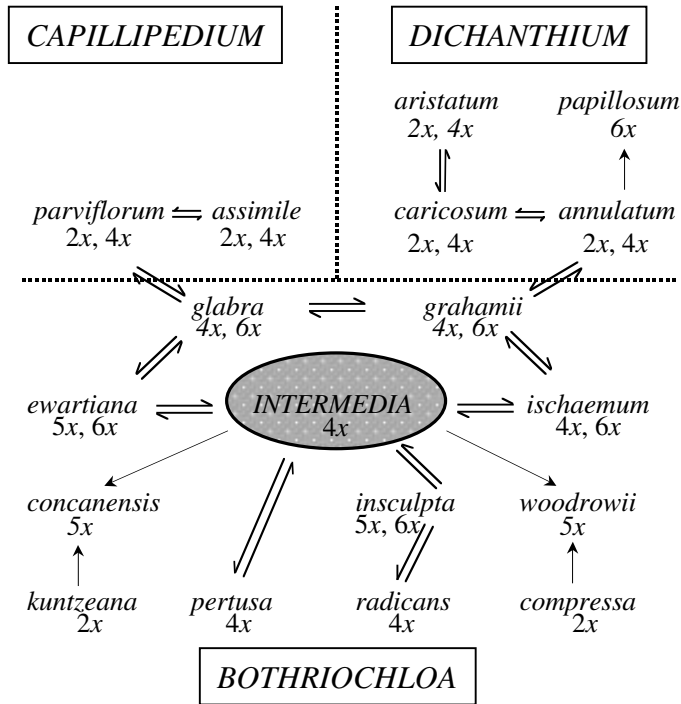 CAPILLIPEDIUM DICHANTHIUM
aristatum papillosum
2x, 4x 6x
parviflorum assimile caricosum annulatum
2x, 4x 2x, 4x 2x, 4x 2x, 4x
glabra grahamii
4x, 6x 4x, 6x
ewartiana INTERMEDIA ischaemum
5x, 6x 4x 4x, 6x
concanensis insculpta woodrowii
5x 5x, 6x 5x
kuntzeana pertusa radicans compressa
2x 4x 4x 2x
BOTHRIOCHLOA